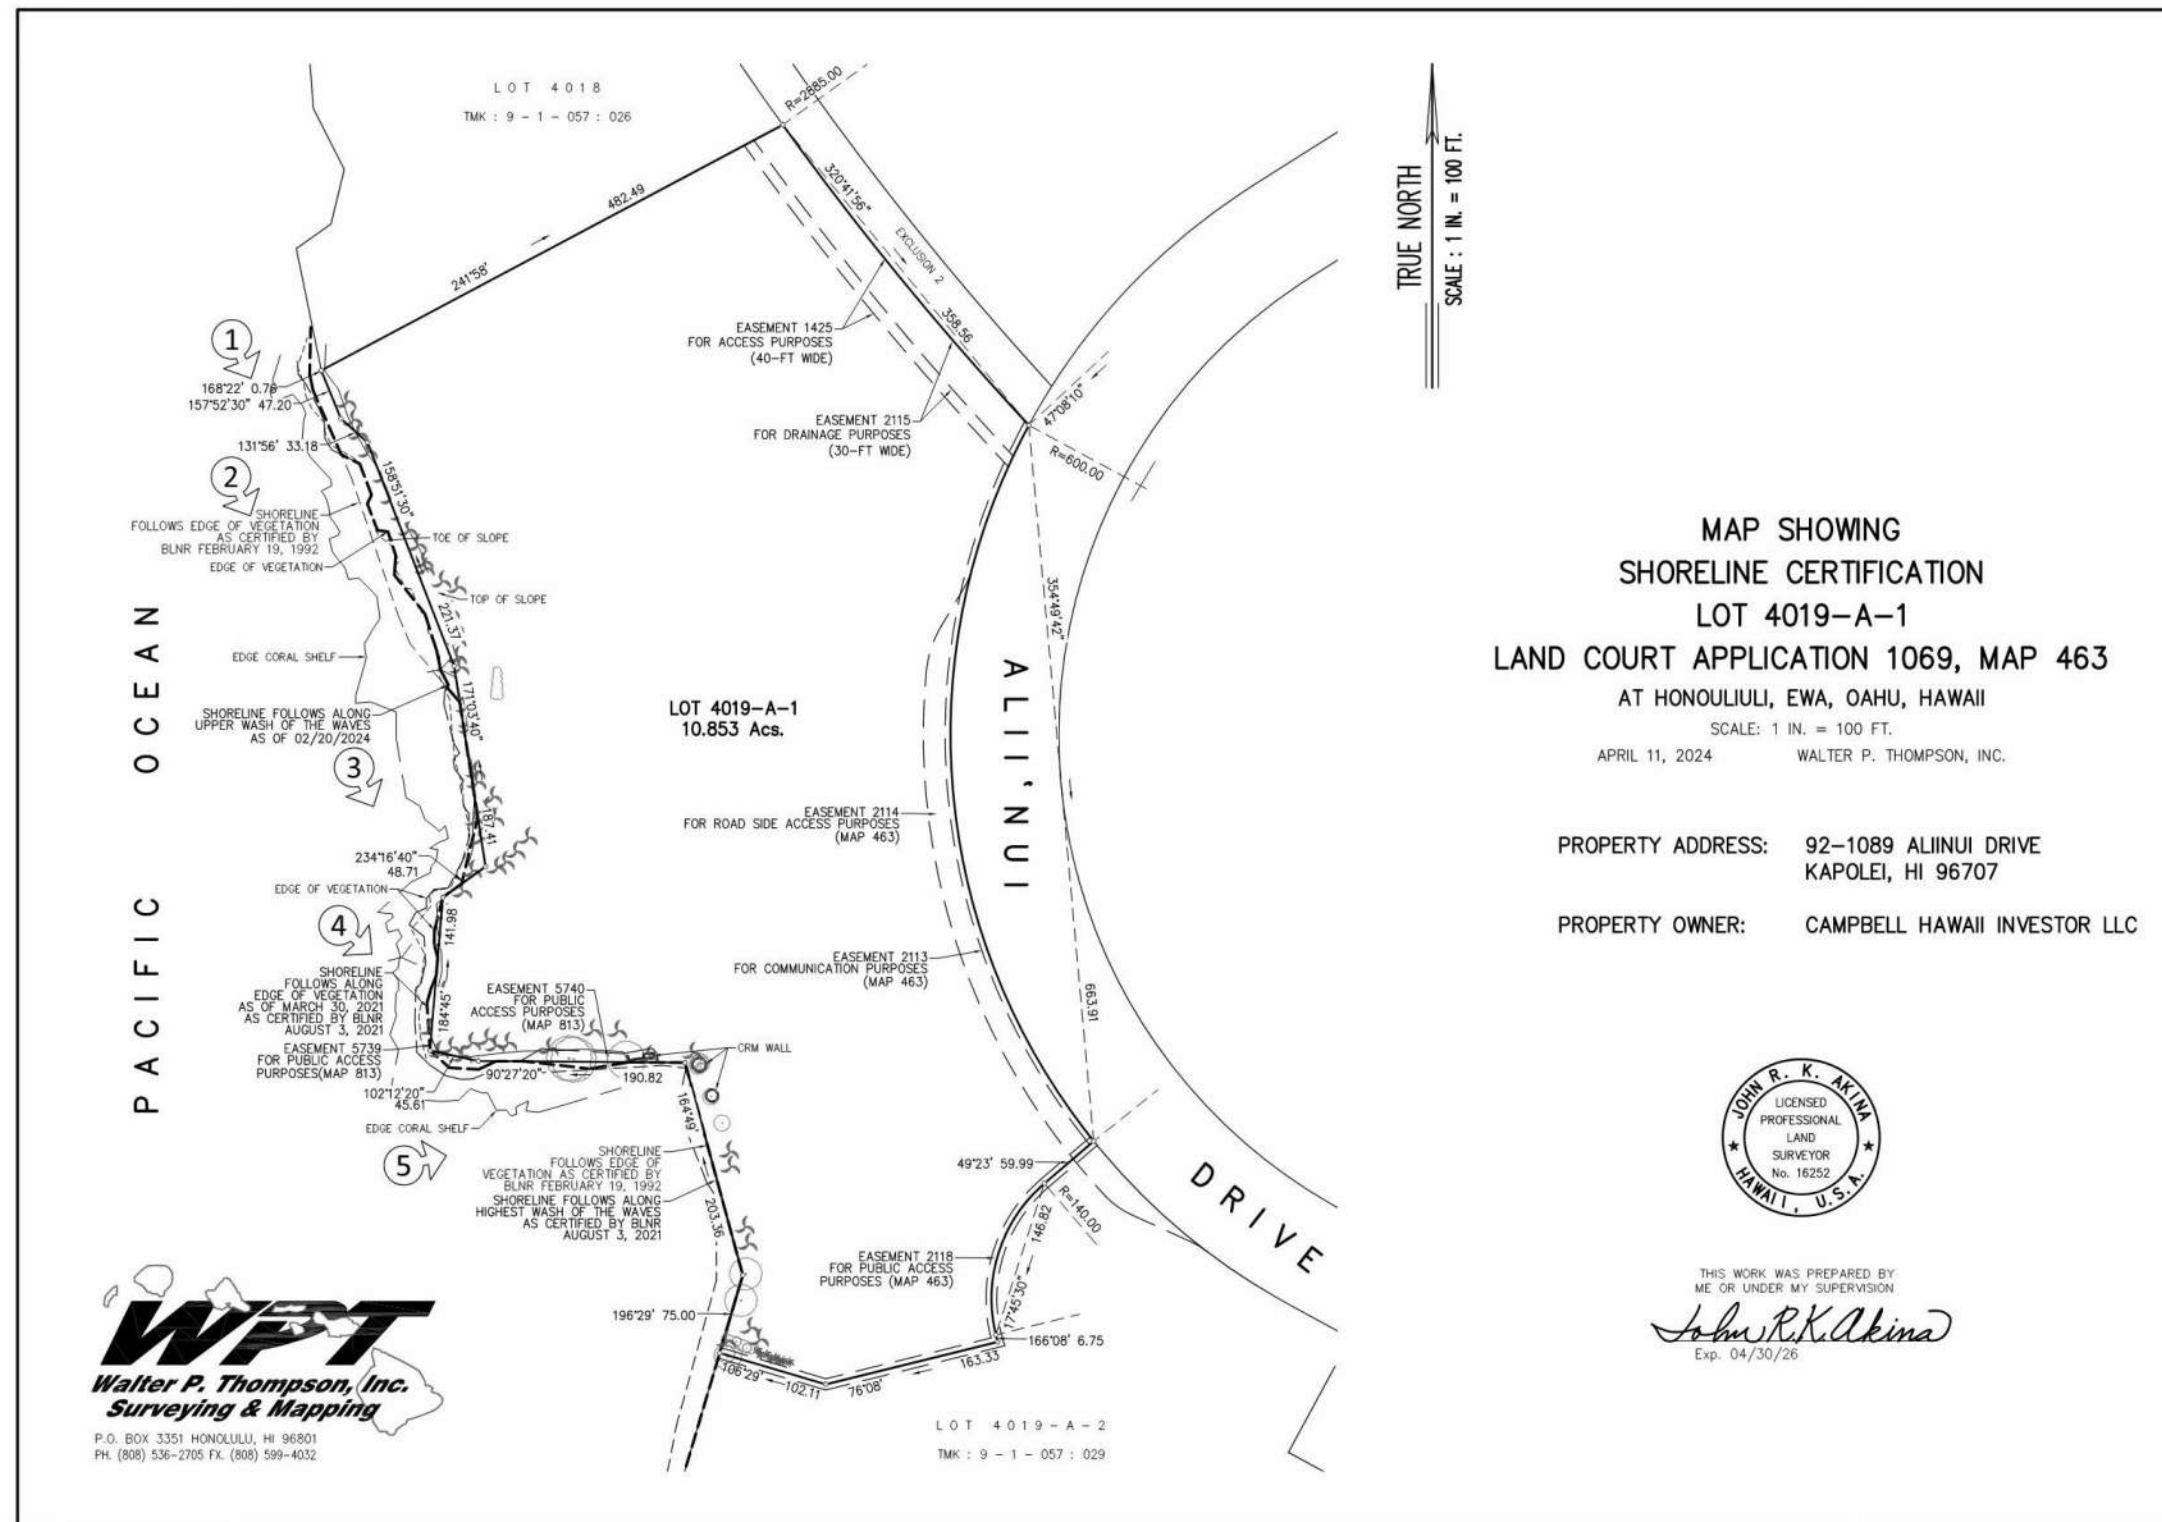 LOT 4018
TMK : 9 - 1 - 057 : 026
R=2885.00
482.49
241°58'
320°41'56"
EXCLUSION 2
358.56
TRUE NORTH
SCALE : 1 IN. = 100 FT.
EASEMENT 1425
FOR ACCESS PURPOSES
(40-FT WIDE)
EASEMENT 2115
FOR DRAINAGE PURPOSES
(30-FT WIDE)
47°08'10"
R=600.00
1
168°22' 0.76
157°52'30" 47.20
131°56' 33.18
158°51'30"
2
SHORELINE
FOLLOWS EDGE OF VEGETATION
AS CERTIFIED BY
BLNR FEBRUARY 19, 1992
EDGE OF VEGETATION
TOE OF SLOPE
TOP OF SLOPE
221.37
EDGE CORAL SHELF
171°03'40"
SHORELINE FOLLOWS ALONG
UPPER WASH OF THE WAVES
AS OF 02/20/2024
3
187.41
PACIFIC OCEAN
LOT 4019-A-1
10.853 Acs.
354°49'42"
663.91
ALII'NUI
DRIVE
EASEMENT 2114
FOR ROAD SIDE ACCESS PURPOSES
(MAP 463)
EASEMENT 2113
FOR COMMUNICATION PURPOSES
(MAP 463)
234°16'40"
48.71
EDGE OF VEGETATION
4
141.98
184°45'
SHORELINE
FOLLOWS ALONG
EDGE OF VEGETATION
AS OF MARCH 30, 2021
AS CERTIFIED BY BLNR
AUGUST 3, 2021
EASEMENT 5739
FOR PUBLIC ACCESS
PURPOSES(MAP 813)
EASEMENT 5740
FOR PUBLIC
ACCESS PURPOSES
(MAP 813)
CRM WALL
102°12'20"
45.61
90°27'20"
190.82
EDGE CORAL SHELF
5
164°49'
203.36
SHORELINE
FOLLOWS EDGE OF
VEGETATION AS CERTIFIED BY
BLNR FEBRUARY 19, 1992
SHORELINE FOLLOWS ALONG
HIGHEST WASH OF THE WAVES
AS CERTIFIED BY BLNR
AUGUST 3, 2021
196°29' 75.00
49°23' 59.99
R=140.00
146.82
177°45'30"
EASEMENT 2118
FOR PUBLIC ACCESS
PURPOSES (MAP 463)
166°08' 6.75
163.33
76°08'
102.11
106°29'
LOT 4019-A-2
TMK : 9 - 1 - 057 : 029
MAP SHOWING
SHORELINE CERTIFICATION
LOT 4019-A-1
LAND COURT APPLICATION 1069, MAP 463
AT HONOULIULI, EWA, OAHU, HAWAII
SCALE: 1 IN. = 100 FT.
APRIL 11, 2024 WALTER P. THOMPSON, INC.
PROPERTY ADDRESS: 92-1089 ALIINUI DRIVE
KAPOLEI, HI 96707
PROPERTY OWNER: CAMPBELL HAWAII INVESTOR LLC
JOHN R. K. AKINA
LICENSED
PROFESSIONAL
LAND
SURVEYOR
No. 16252
HAWAII, U.S.A.
THIS WORK WAS PREPARED BY
ME OR UNDER MY SUPERVISION
John R.K. Akina
Exp. 04/30/26
WPT
Walter P. Thompson, Inc.
Surveying & Mapping
P.O. BOX 3351 HONOLULU, HI 96801
PH. (808) 536-2705 FX. (808) 599-4032